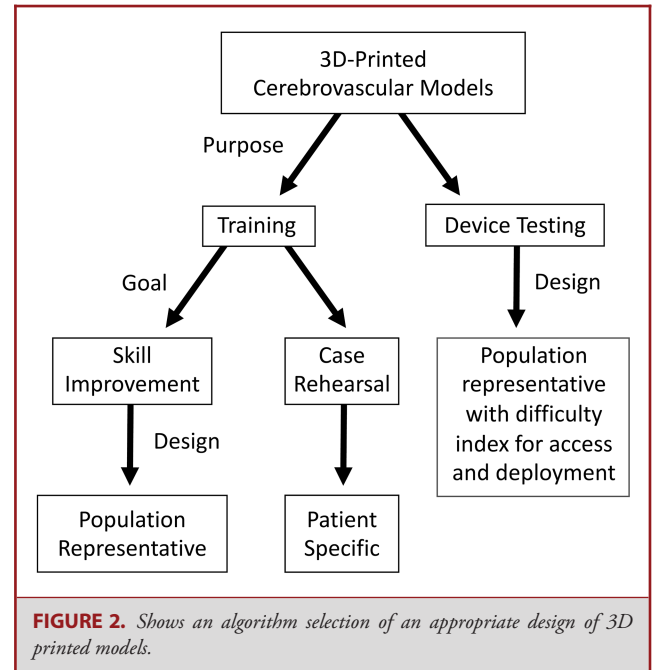 3D-Printed
Cerebrovascular Models
Purpose
Training
Device Testing
Goal
Design
Skill
Improvement
Case
Rehearsal
Population
representative
with difficulty
index for access
and deployment
Design
Population
Representative
Patient
Specific
FIGURE 2. Shows an algorithm selection of an appropriate design of 3D
printed models.